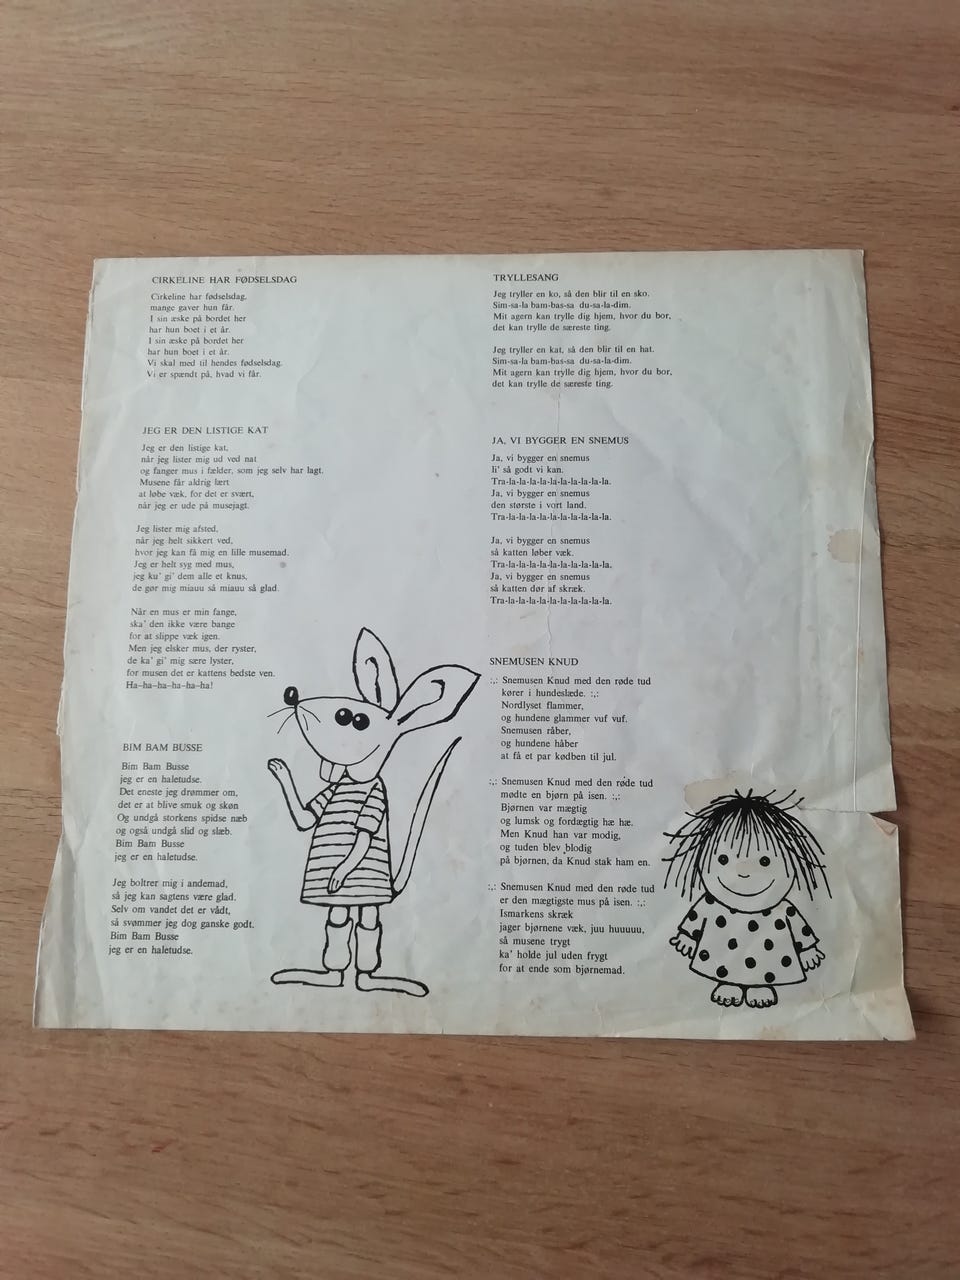 CIRKELINE HAR FØDSELSDAG
Cirkeline har fødselsdag,
mange gaver hun får.
I sin æske på bordet her
har hun boet i et år.
I sin æske på bordet her
har hun boet i et år.
Vi skal med til hendes fødselsdag.
Vi er spændt på, hvad vi får.
JEG ER DEN LISTIGE KAT
Jeg er den listige kat,
når jeg lister mig ud ved nat
og fanger mus i fælder, som jeg selv har lagt.
Musene får aldrig lært
at løbe væk, for det er svært,
når jeg er ude på musejagt.
Jeg lister mig afsted,
når jeg helt sikkert ved,
hvor jeg kan få mig en lille musemad.
Jeg er helt syg med mus,
jeg ku' gi' dem alle et knus,
de gør mig miauu så miauu så glad.
Når en mus er min fange,
ska' den ikke være bange
for at slippe væk igen.
Men jeg elsker mus, der ryster,
de ka' gi' mig sære lyster,
for musen det er kattens bedste ven.
Ha-ha-ha-ha-ha-ha!
BIM BAM BUSSE
Bim Bam Busse
jeg er en haletudse.
Det eneste jeg drømmer om,
det er at blive smuk og skøn
Og undgå storkens spidse næb
og også undgå slid og slæb.
Bim Bam Busse
jeg er en haletudse.
Jeg boltrer mig i andemad,
så jeg kan sagtens være glad.
Selv om vandet det er vådt,
så svømmer jeg dog ganske godt.
Bim Bam Busse
jeg er en haletudse.
TRYLLESANG
Jeg tryller en ko, så den blir til en sko.
Sim-sa-la bam-bas-sa du-sa-la-dim.
Mit agern kan trylle dig hjem, hvor du bor,
det kan trylle de særeste ting.
Jeg tryller en kat, så den blir til en hat.
Sim-sa-la bam-bas-sa du-sa-la-dim.
Mit agern kan trylle dig hjem, hvor du bor,
det kan trylle de særeste ting.
JA, VI BYGGER EN SNEMUS
Ja, vi bygger en snemus
li' så godt vi kan.
Tra-la-la-la-la-la-la-la-la-la.
Ja, vi bygger en snemus
den største i vort land.
Tra-la-la-la-la-la-la-la-la-la.
Ja, vi bygger en snemus
så katten løber væk.
Tra-la-la-la-la-la-la-la-la-la.
Ja, vi bygger en snemus
så katten dør af skræk.
Tra-la-la-la-la-la-la-la-la-la.
SNEMUSEN KNUD
:,: Snemusen Knud med den røde tud
kører i hundeslæde. :,:
Nordlyset flammer,
og hundene glammer vuf vuf.
Snemusen råber,
og hundene håber
at få et par kødben til jul.
:,: Snemusen Knud med den røde tud
mødte en bjørn på isen. :,:
Bjørnen var mægtig
og lumsk og fordægtig hæ hæ.
Men Knud han var modig,
og tuden blev blodig
på bjørnen, da Knud stak ham en.
:,: Snemusen Knud med den røde tud
er den mægtigste mus på isen. :,:
Ismarkens skræk
jager bjørnene væk, juu huuuuu,
så musene trygt
ka' holde jul uden frygt
for at ende som bjørnemad.